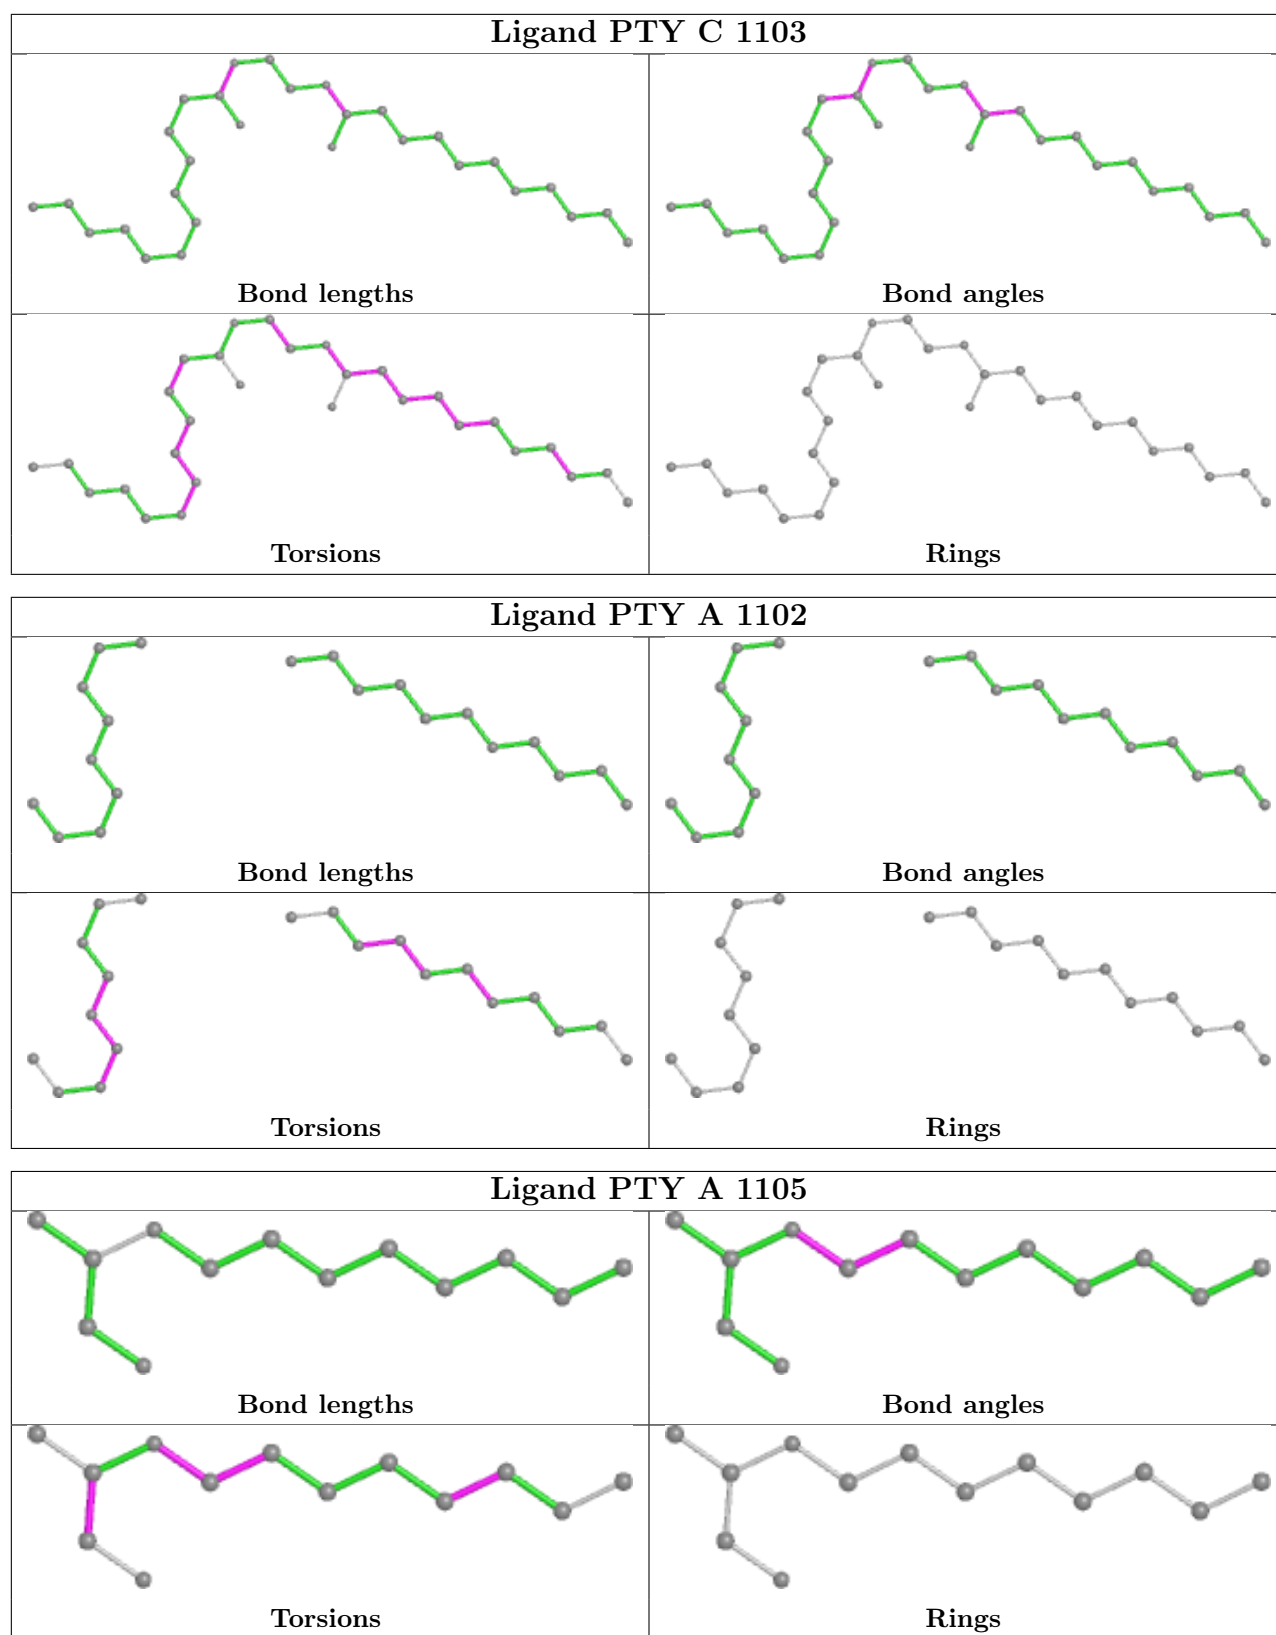 Ligand PTY C 1103
Bond lengths
Bond angles
Torsions
Rings
Ligand PTY A 1102
Bond lengths
Bond angles
Torsions
Rings
Ligand PTY A 1105
Bond lengths
Bond angles
Torsions
Rings